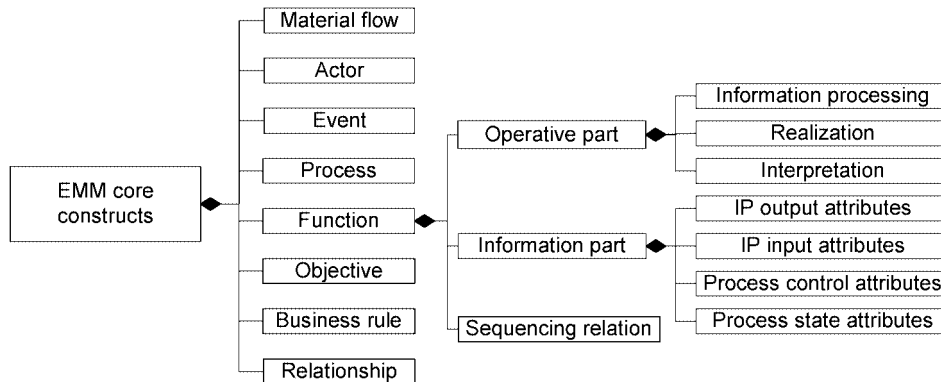 EMM core
constructs
Material flow
Actor
Event
Process
Function
Objective
Business rule
Relationship
Operative part
Information part
Sequencing relation
Information processing
Realization
Interpretation
IP output attributes
IP input attributes
Process control attributes
Process state attributes